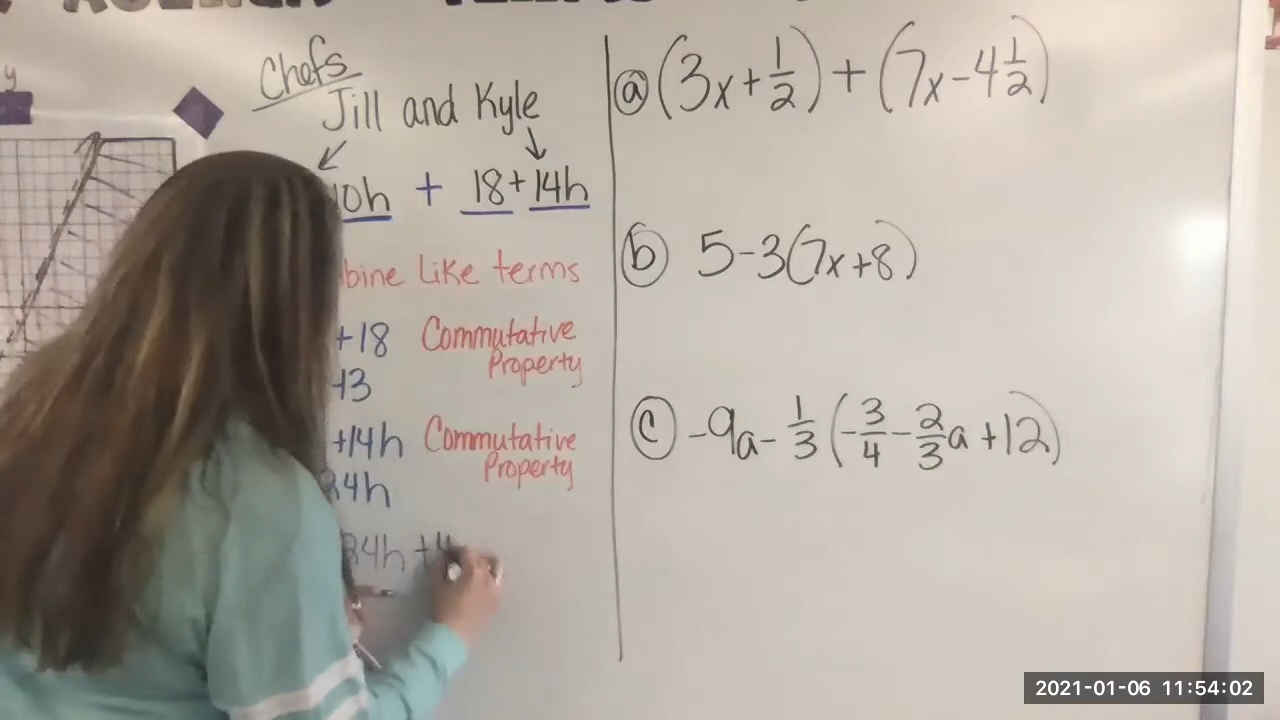 Chefs
Jill and Kyle
10h + 18 + 14h
Like terms
+18 Commutative
Property
43
+14h Commutative
Property
24h
24h +4
(a) (3x + 1/2) + (7x - 4 1/2)
(b) 5 - 3(7x + 8)
(c) -9a - 1/3 (-3/4 - 2/3 a + 12)
2021-01-06 11:54:02